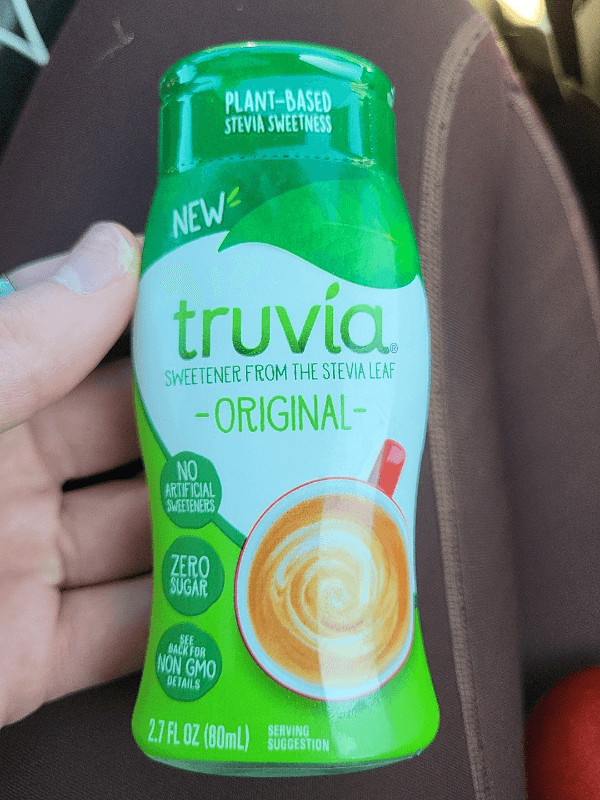 PLANT-BASED
STEVIA SWEETNESS
NEW
truvía®
SWEETENER FROM THE STEVIA LEAF
-ORIGINAL-
NO
ARTIFICIAL
SWEETENERS
ZERO
SUGAR
SEE
BACK FOR
NON GMO
DETAILS
2.7 FL OZ (80mL)
SERVING
SUGGESTION